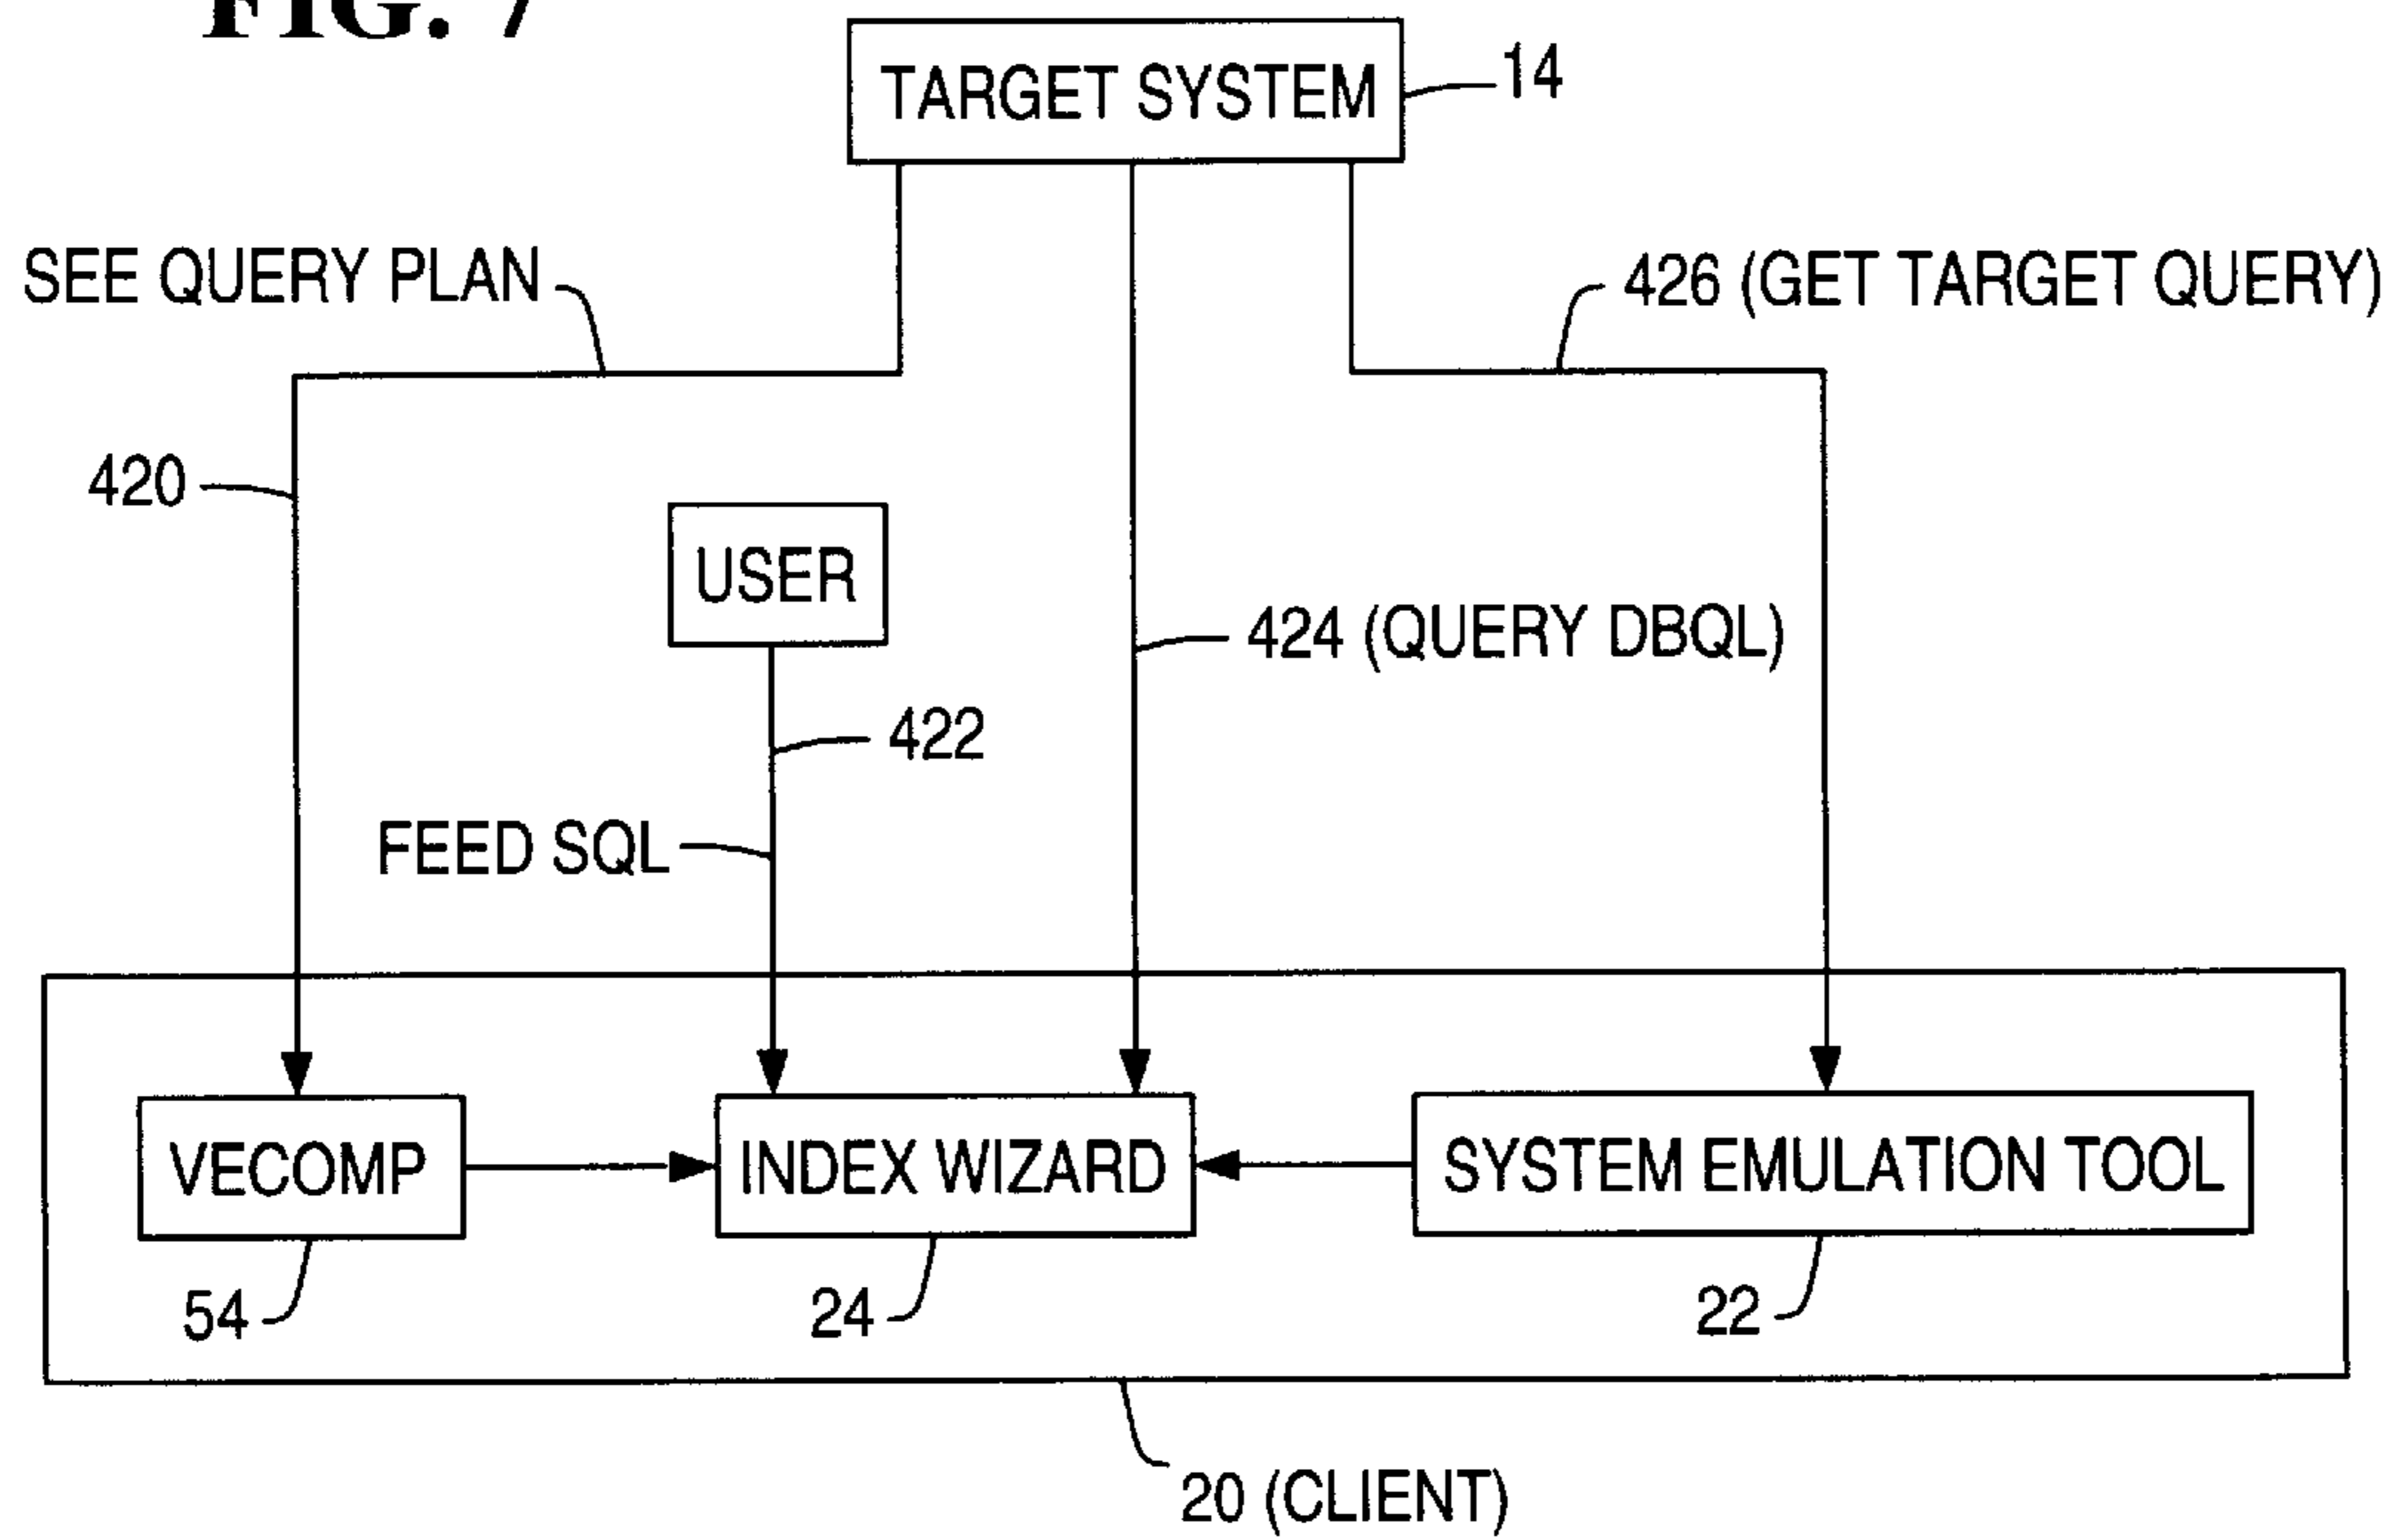 FIG. 7
TARGET SYSTEM
14
SEE QUERY PLAN
426 (GET TARGET QUERY)
420
USER
424 (QUERY DBQL)
422
FEED SQL
VECOMP
INDEX WIZARD
SYSTEM EMULATION TOOL
54
24
22
20 (CLIENT)